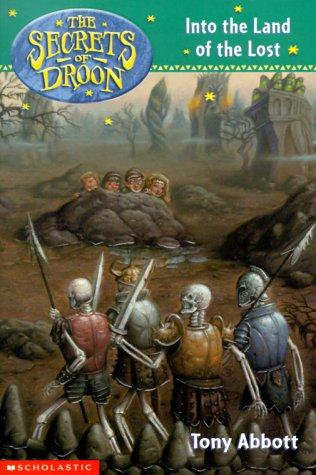 THE
SECRETS
OF
DROON
Into the Land
of the Lost
Tony Abbott
SCHOLASTIC